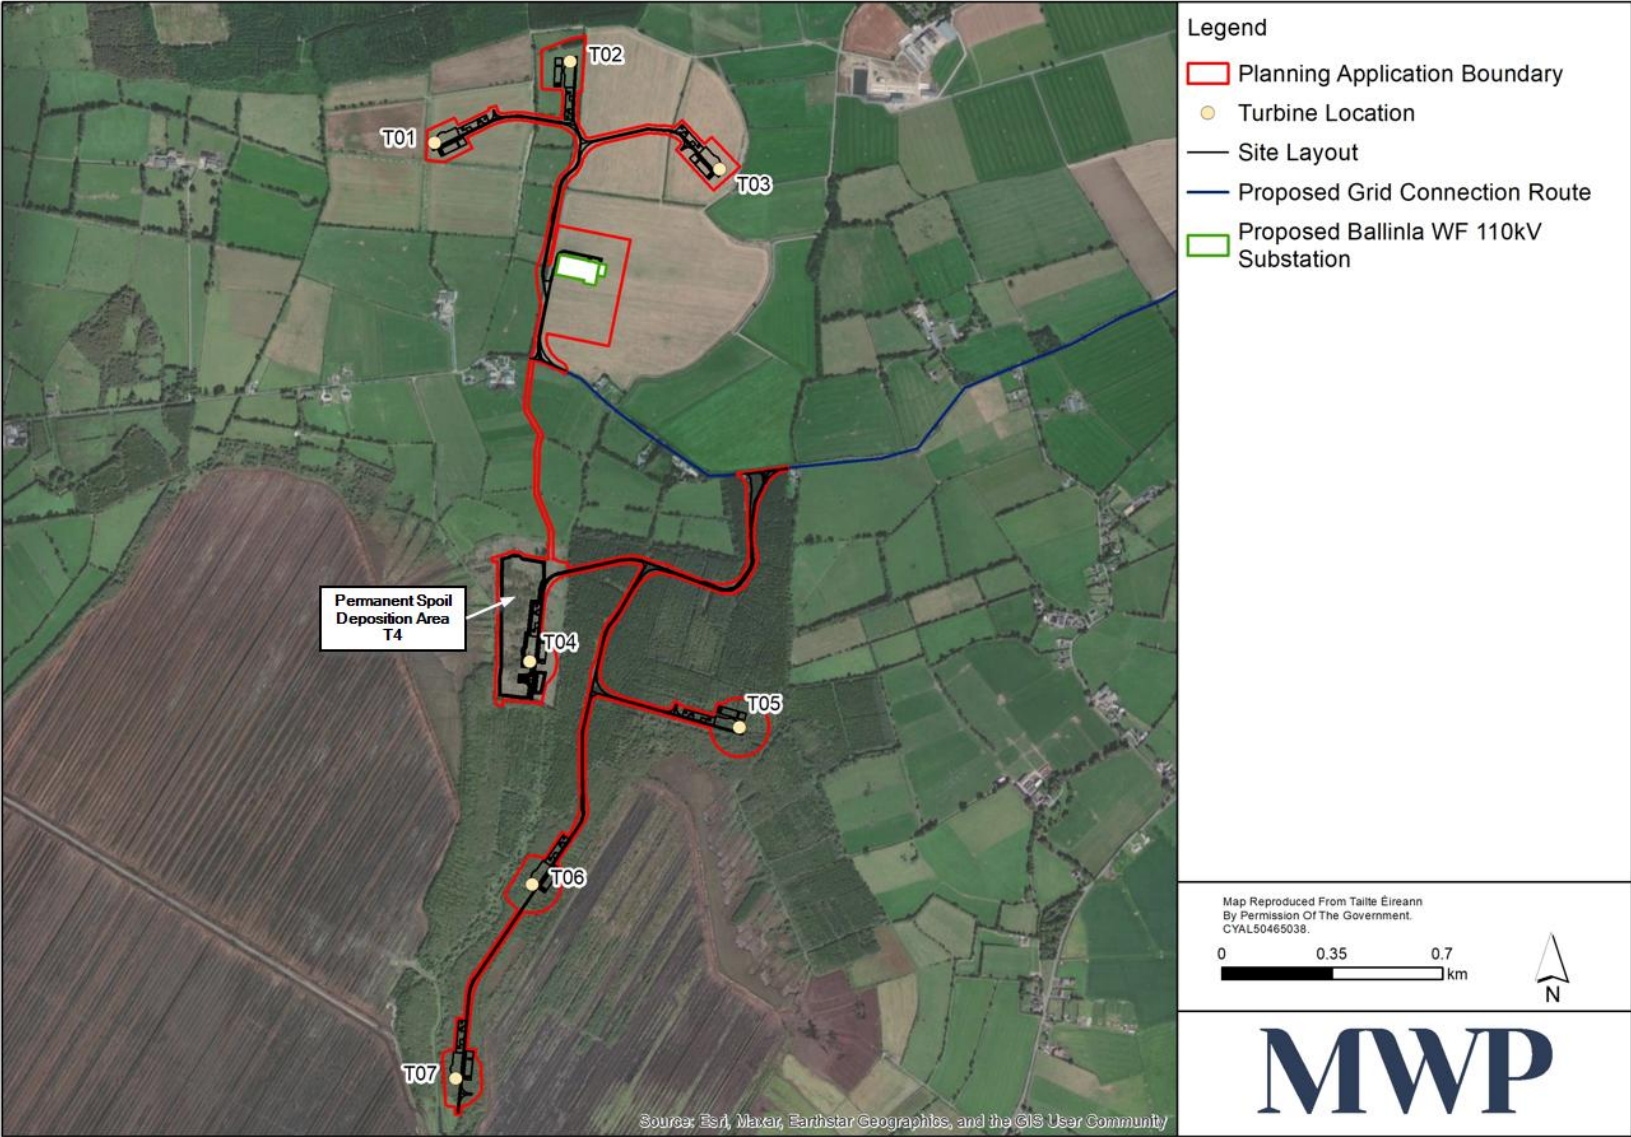 T02
T01
T03
Permanent Spoil
Deposition Area
T4
T04
T05
T06
T07
Source: Esri, Maxar, Earthstar Geographics, and the GIS User Community
Legend
Planning Application Boundary
Turbine Location
Site Layout
Proposed Grid Connection Route
Proposed Ballinla WF 110kV
Substation
Map Reproduced From Tailte Éireann
By Permission Of The Government.
CYAL50465038.
0 0.35 0.7
km
N
MWP